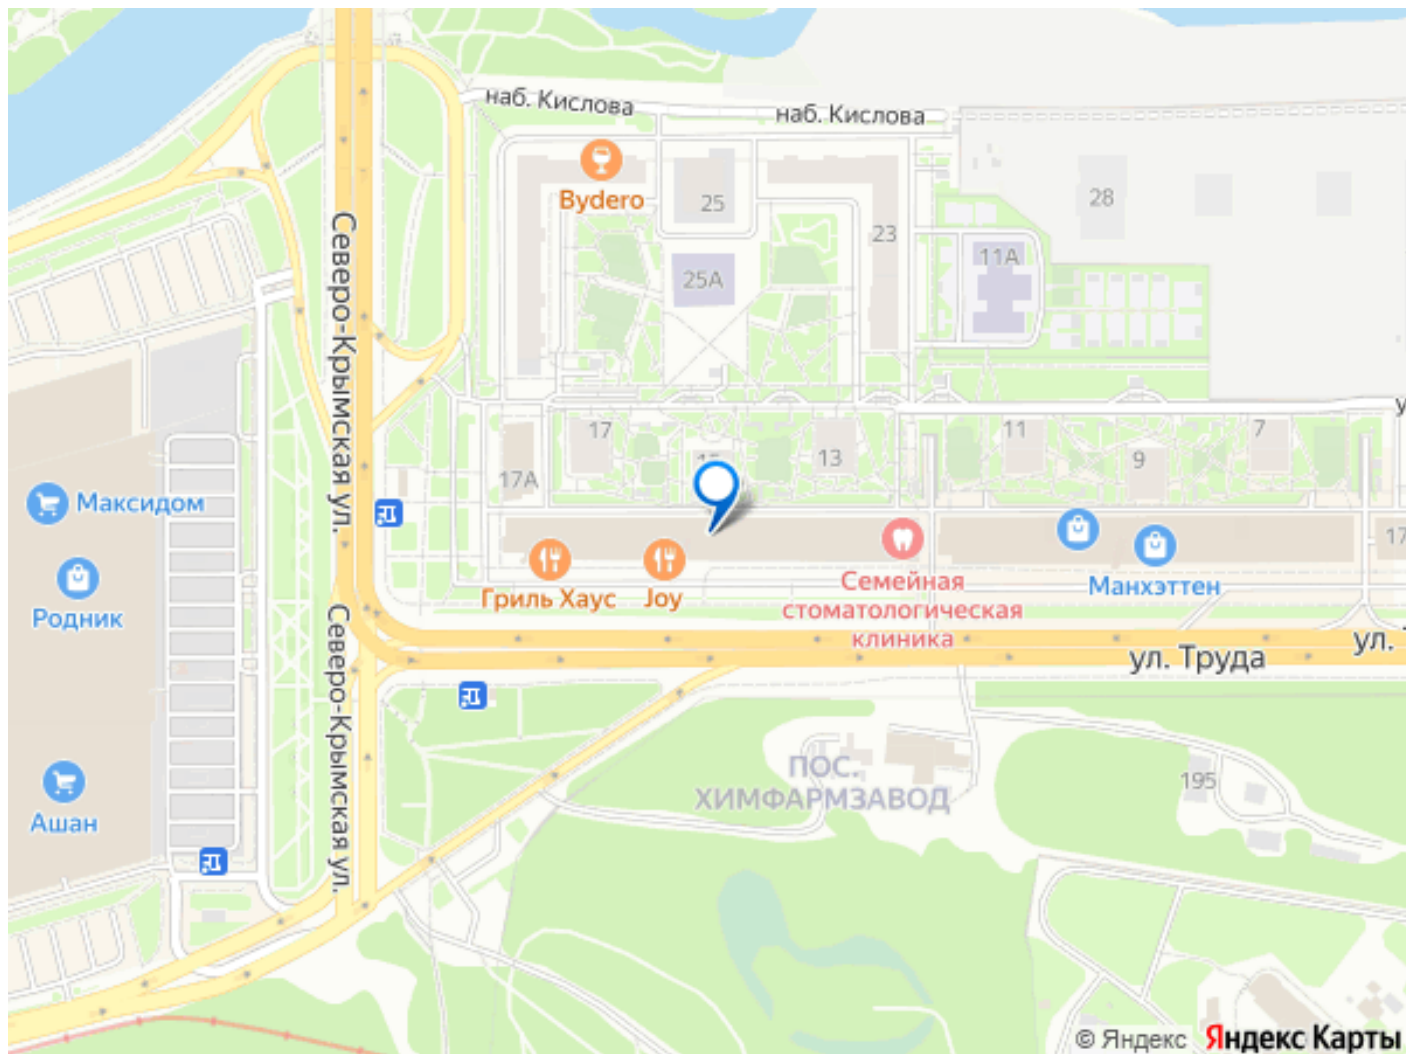 наб. Кислова
наб. Кислова
Bydero
25
28
23
11А
25А
Северо-Крымская ул.
17
11
7
13
9
17А
Максидом
Гриль Хаус
Joy
Семейная
стоматологическая
клиника
Манхэттен
17
Родник
Северо-Крымская ул.
ул. Труда
ул.
ПОС.
ХИМФАРМЗАВОД
195
Ашан
© Яндекс
Яндекс Карты